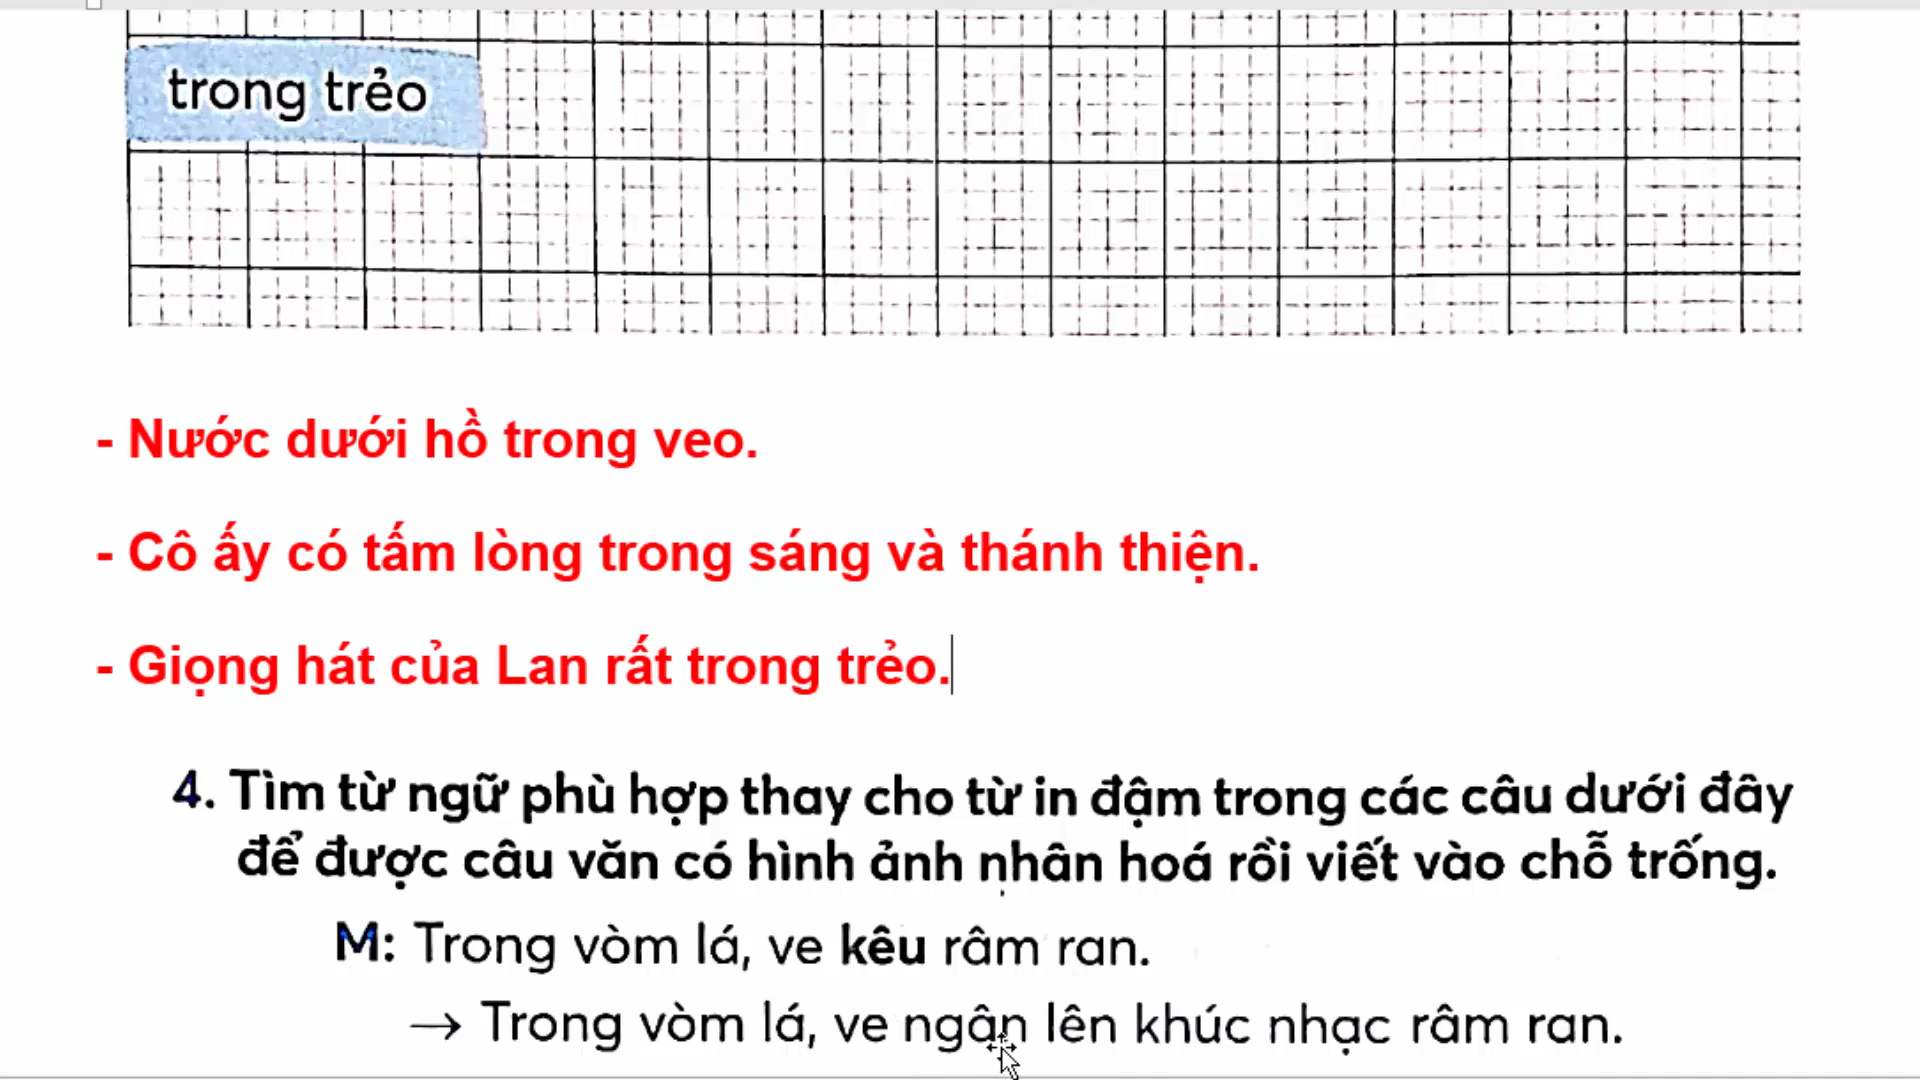 trong trẻo
- Nước dưới hồ trong veo.
- Cô ấy có tấm lòng trong sáng và thánh thiện.
- Giọng hát của Lan rất trong trẻo.
4. Tìm từ ngữ phù hợp thay cho từ in đậm trong các câu dưới đây
để được câu văn có hình ảnh nhân hoá rồi viết vào chỗ trống.
M: Trong vòm lá, ve kêu râm ran.
→ Trong vòm lá, ve ngân lên khúc nhạc râm ran.